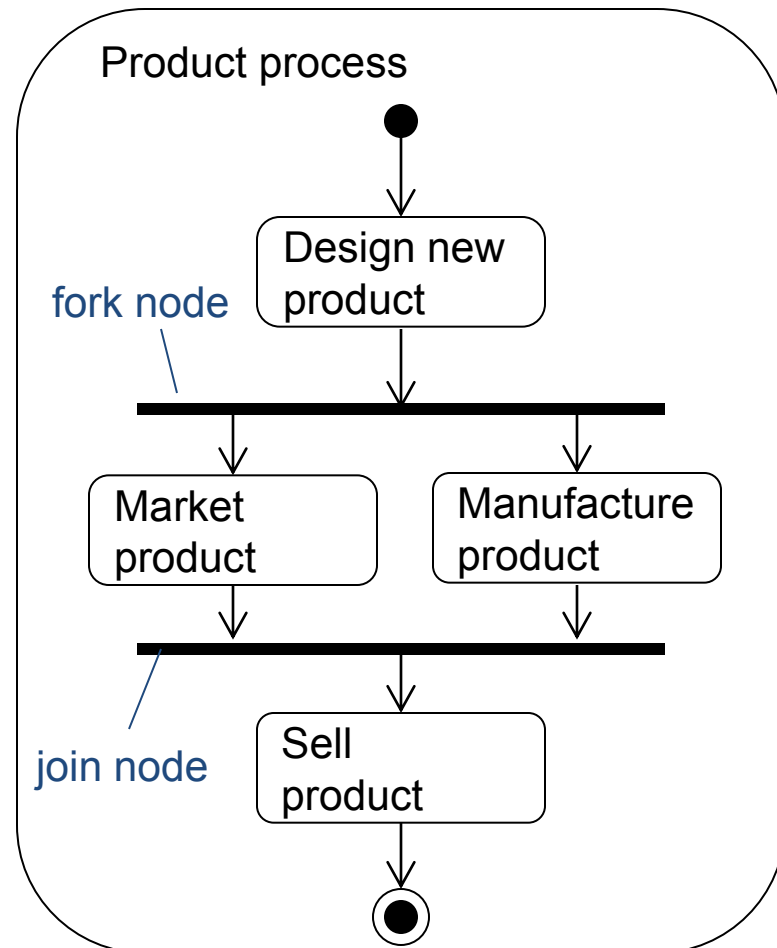 Product process
Design new
product
fork node
Market
product
Manufacture
product
join node
Sell
product